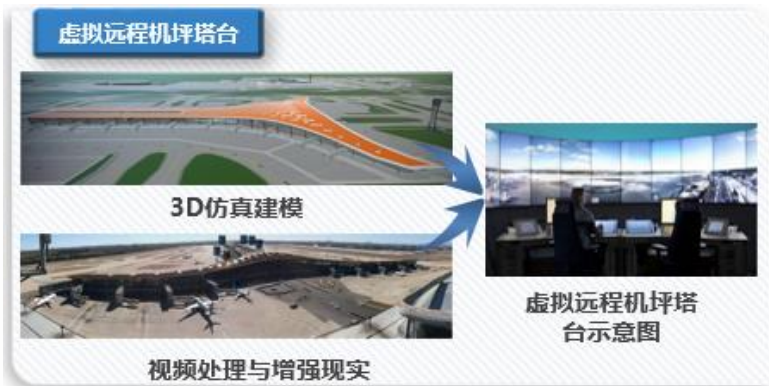 虚拟远程机坪塔台
3D仿真建模
视频处理与增强现实
虚拟远程机坪塔
台示意图